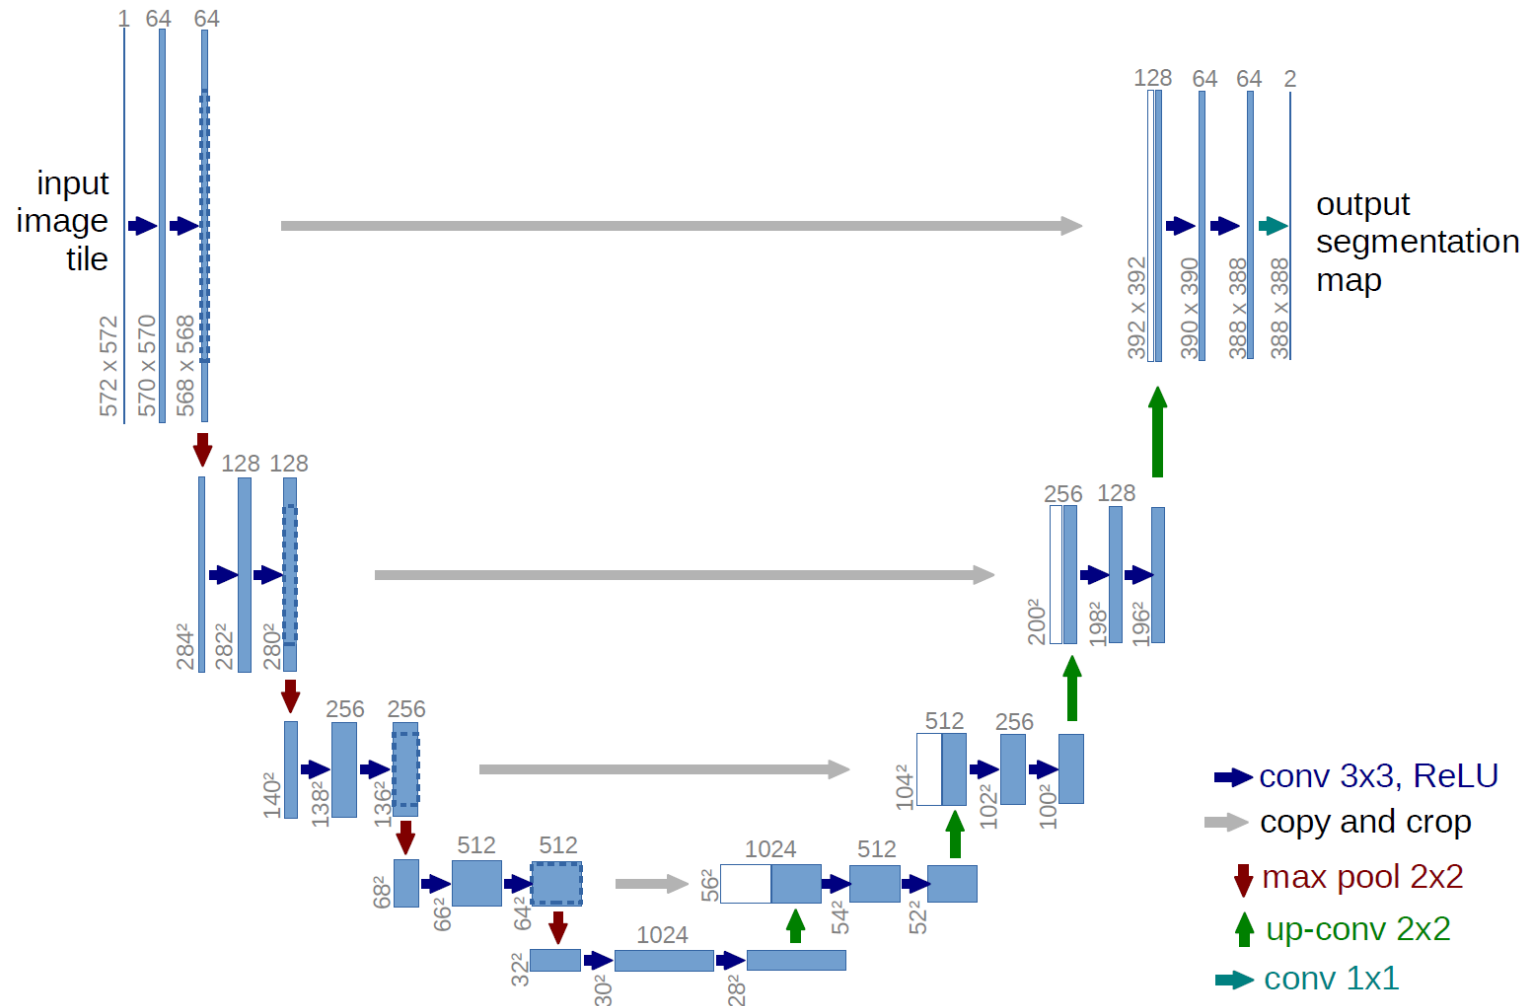 1 64 64
128 64 64 2
input
image
tile
output
segmentation
map
572 x 572
570 x 570
568 x 568
392 x 392
390 x 390
388 x 388
388 x 388
128 128
256 128
284²
282²
280²
200²
198²
196²
256 256
512 256
140²
138²
136²
104²
102²
100²
512 512
1024 512
68²
66²
64²
56²
54²
52²
1024
32²
30²
28²
conv 3x3, ReLU
copy and crop
max pool 2x2
up-conv 2x2
conv 1x1